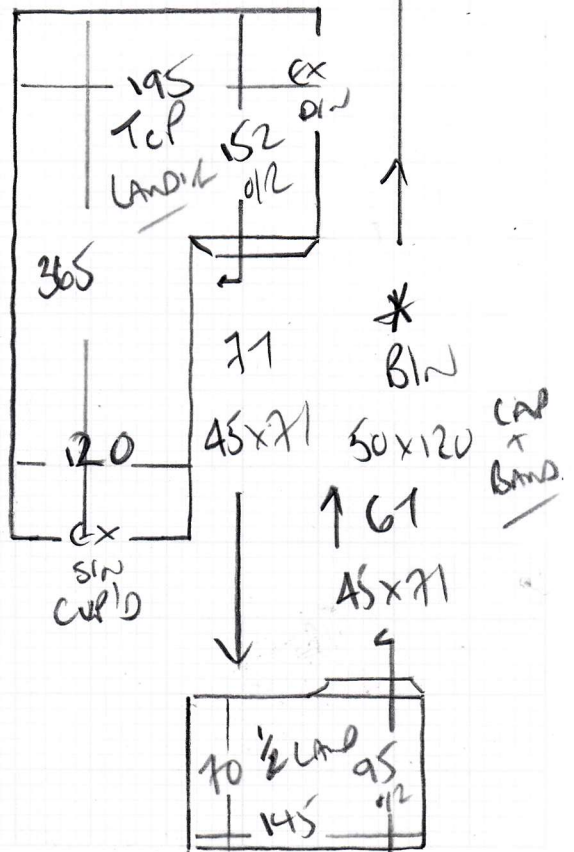 195
TOP
LANDING
EX
DIN
152
O/R
365
120
EX
SIN
CUP'D
71
45x71
*
BIN
50x120
CAP
+
BAND
61
45x71
70
1/2 LAND
95
O/R
145